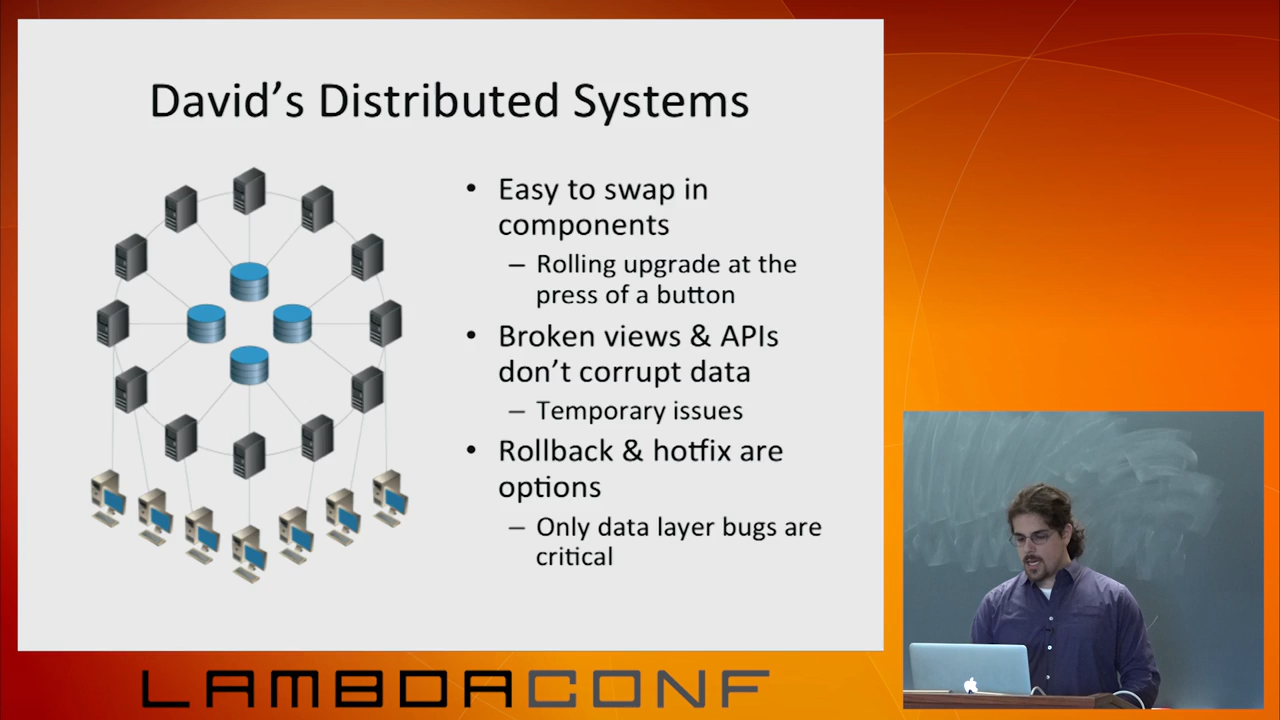 David's Distributed Systems
• Easy to swap in
components
– Rolling upgrade at the
press of a button
• Broken views & APIs
don't corrupt data
– Temporary issues
• Rollback & hotfix are
options
– Only data layer bugs are
critical
LAMBDACONF